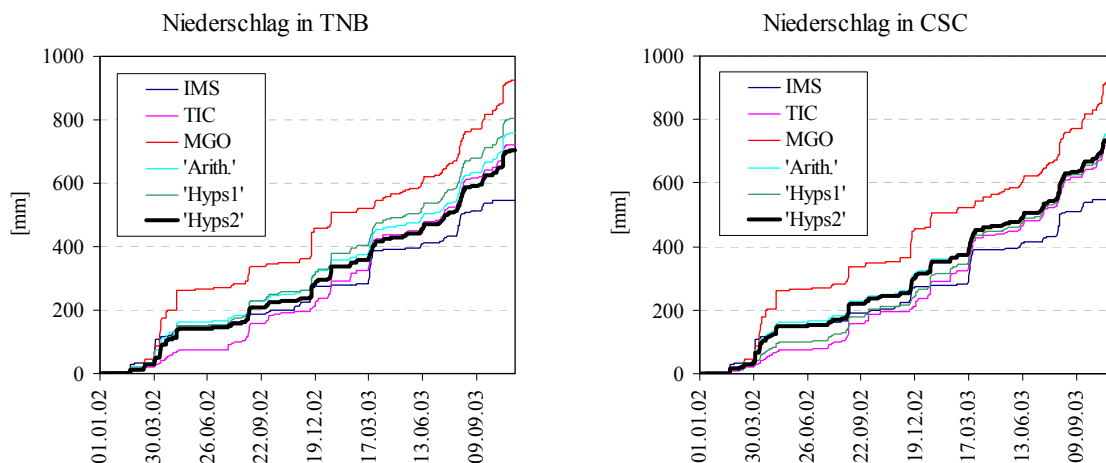 Niederschlag in TNB
[mm]
1000
800
600
400
200
0
IMS
TIC
MGO
'Arith.'
'Hyps1'
'Hyps2'
01.01.02
30.03.02
26.06.02
22.09.02
19.12.02
17.03.03
13.06.03
09.09.03
Niederschlag in CSC
[mm]
1000
800
600
400
200
0
IMS
TIC
MGO
'Arith.'
'Hyps1'
'Hyps2'
01.01.02
30.03.02
26.06.02
22.09.02
19.12.02
17.03.03
13.06.03
09.09.03